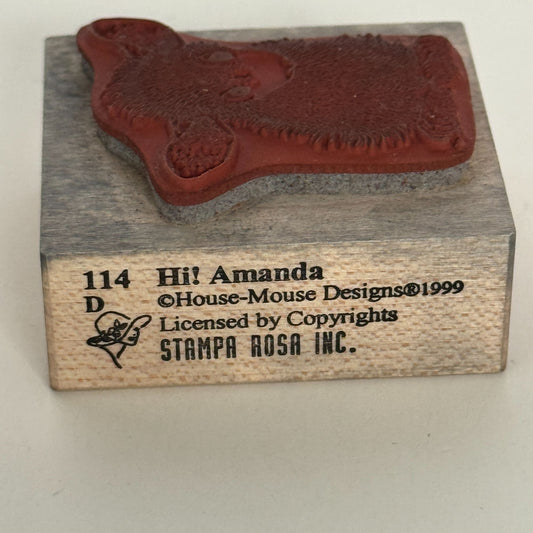 114 Hi! Amanda
D ©House-Mouse Designs®1999
Licensed by Copyrights
STAMPA ROSA INC.